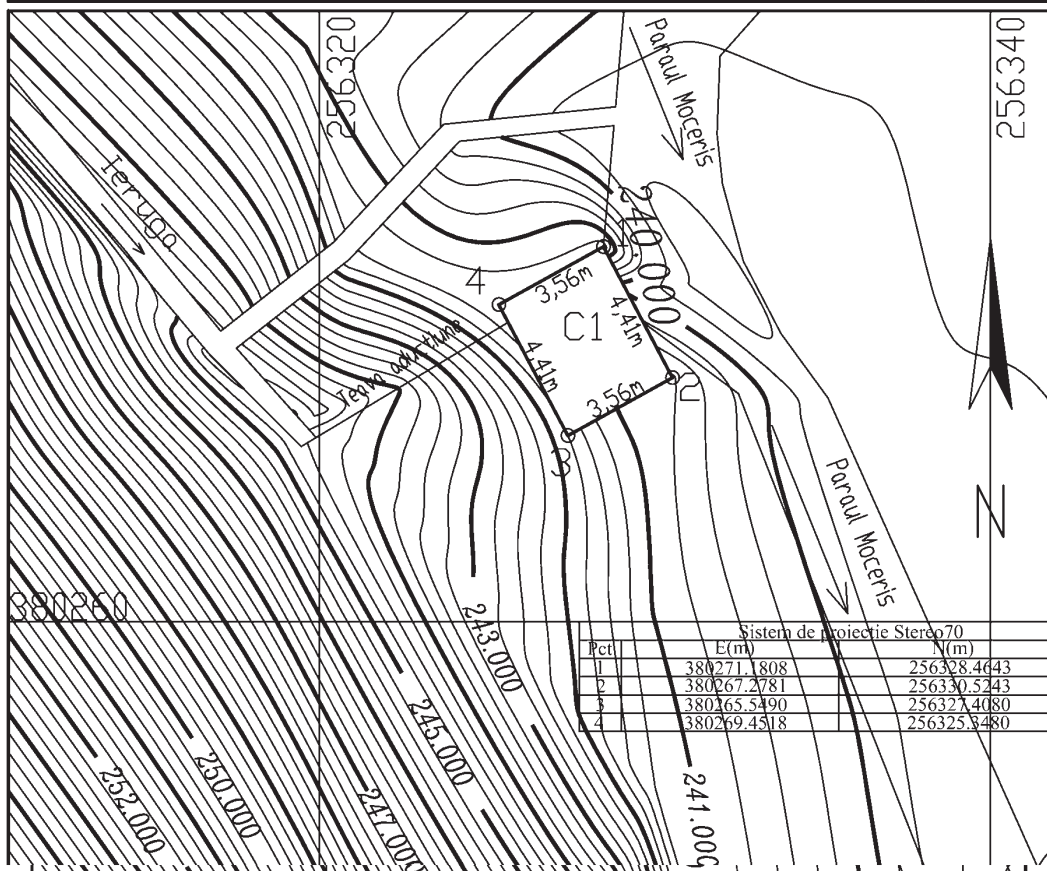 256320
256340
Paraul Moceris
Ieruga
240.000
1
4
3,56m
C1
4,41m
4,41m
Teava aductiune
2
3,56m
3
Paraul Moceris
N
380260
243.000
245.000
252.000
250.000
247.000
241.000
Sistem de proiectie Stereo70
Pct. E(m) N(m)
1 380271.1808 256328.4643
2 380267.2781 256330.5243
3 380265.5490 256327.4080
4 380269.4518 256325.3480